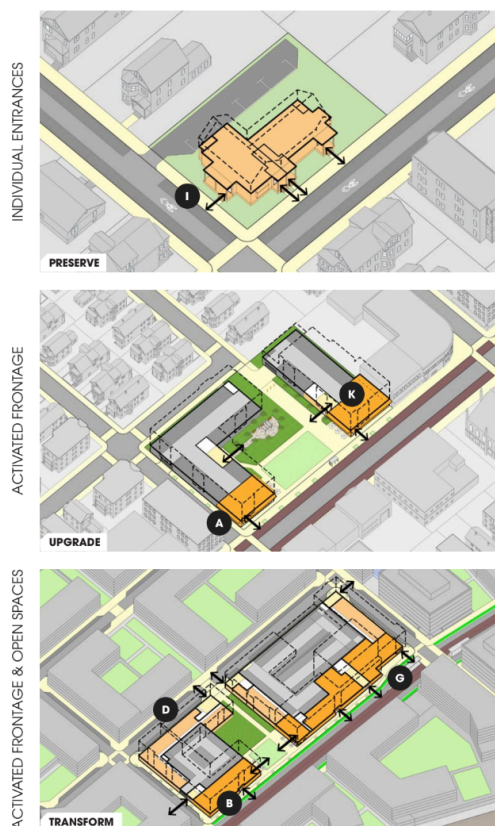 INDIVIDUAL ENTRANCES
I
PRESERVE
ACTIVATED FRONTAGE
K
A
UPGRADE
ACTIVATED FRONTAGE & OPEN SPACES
D
G
B
TRANSFORM